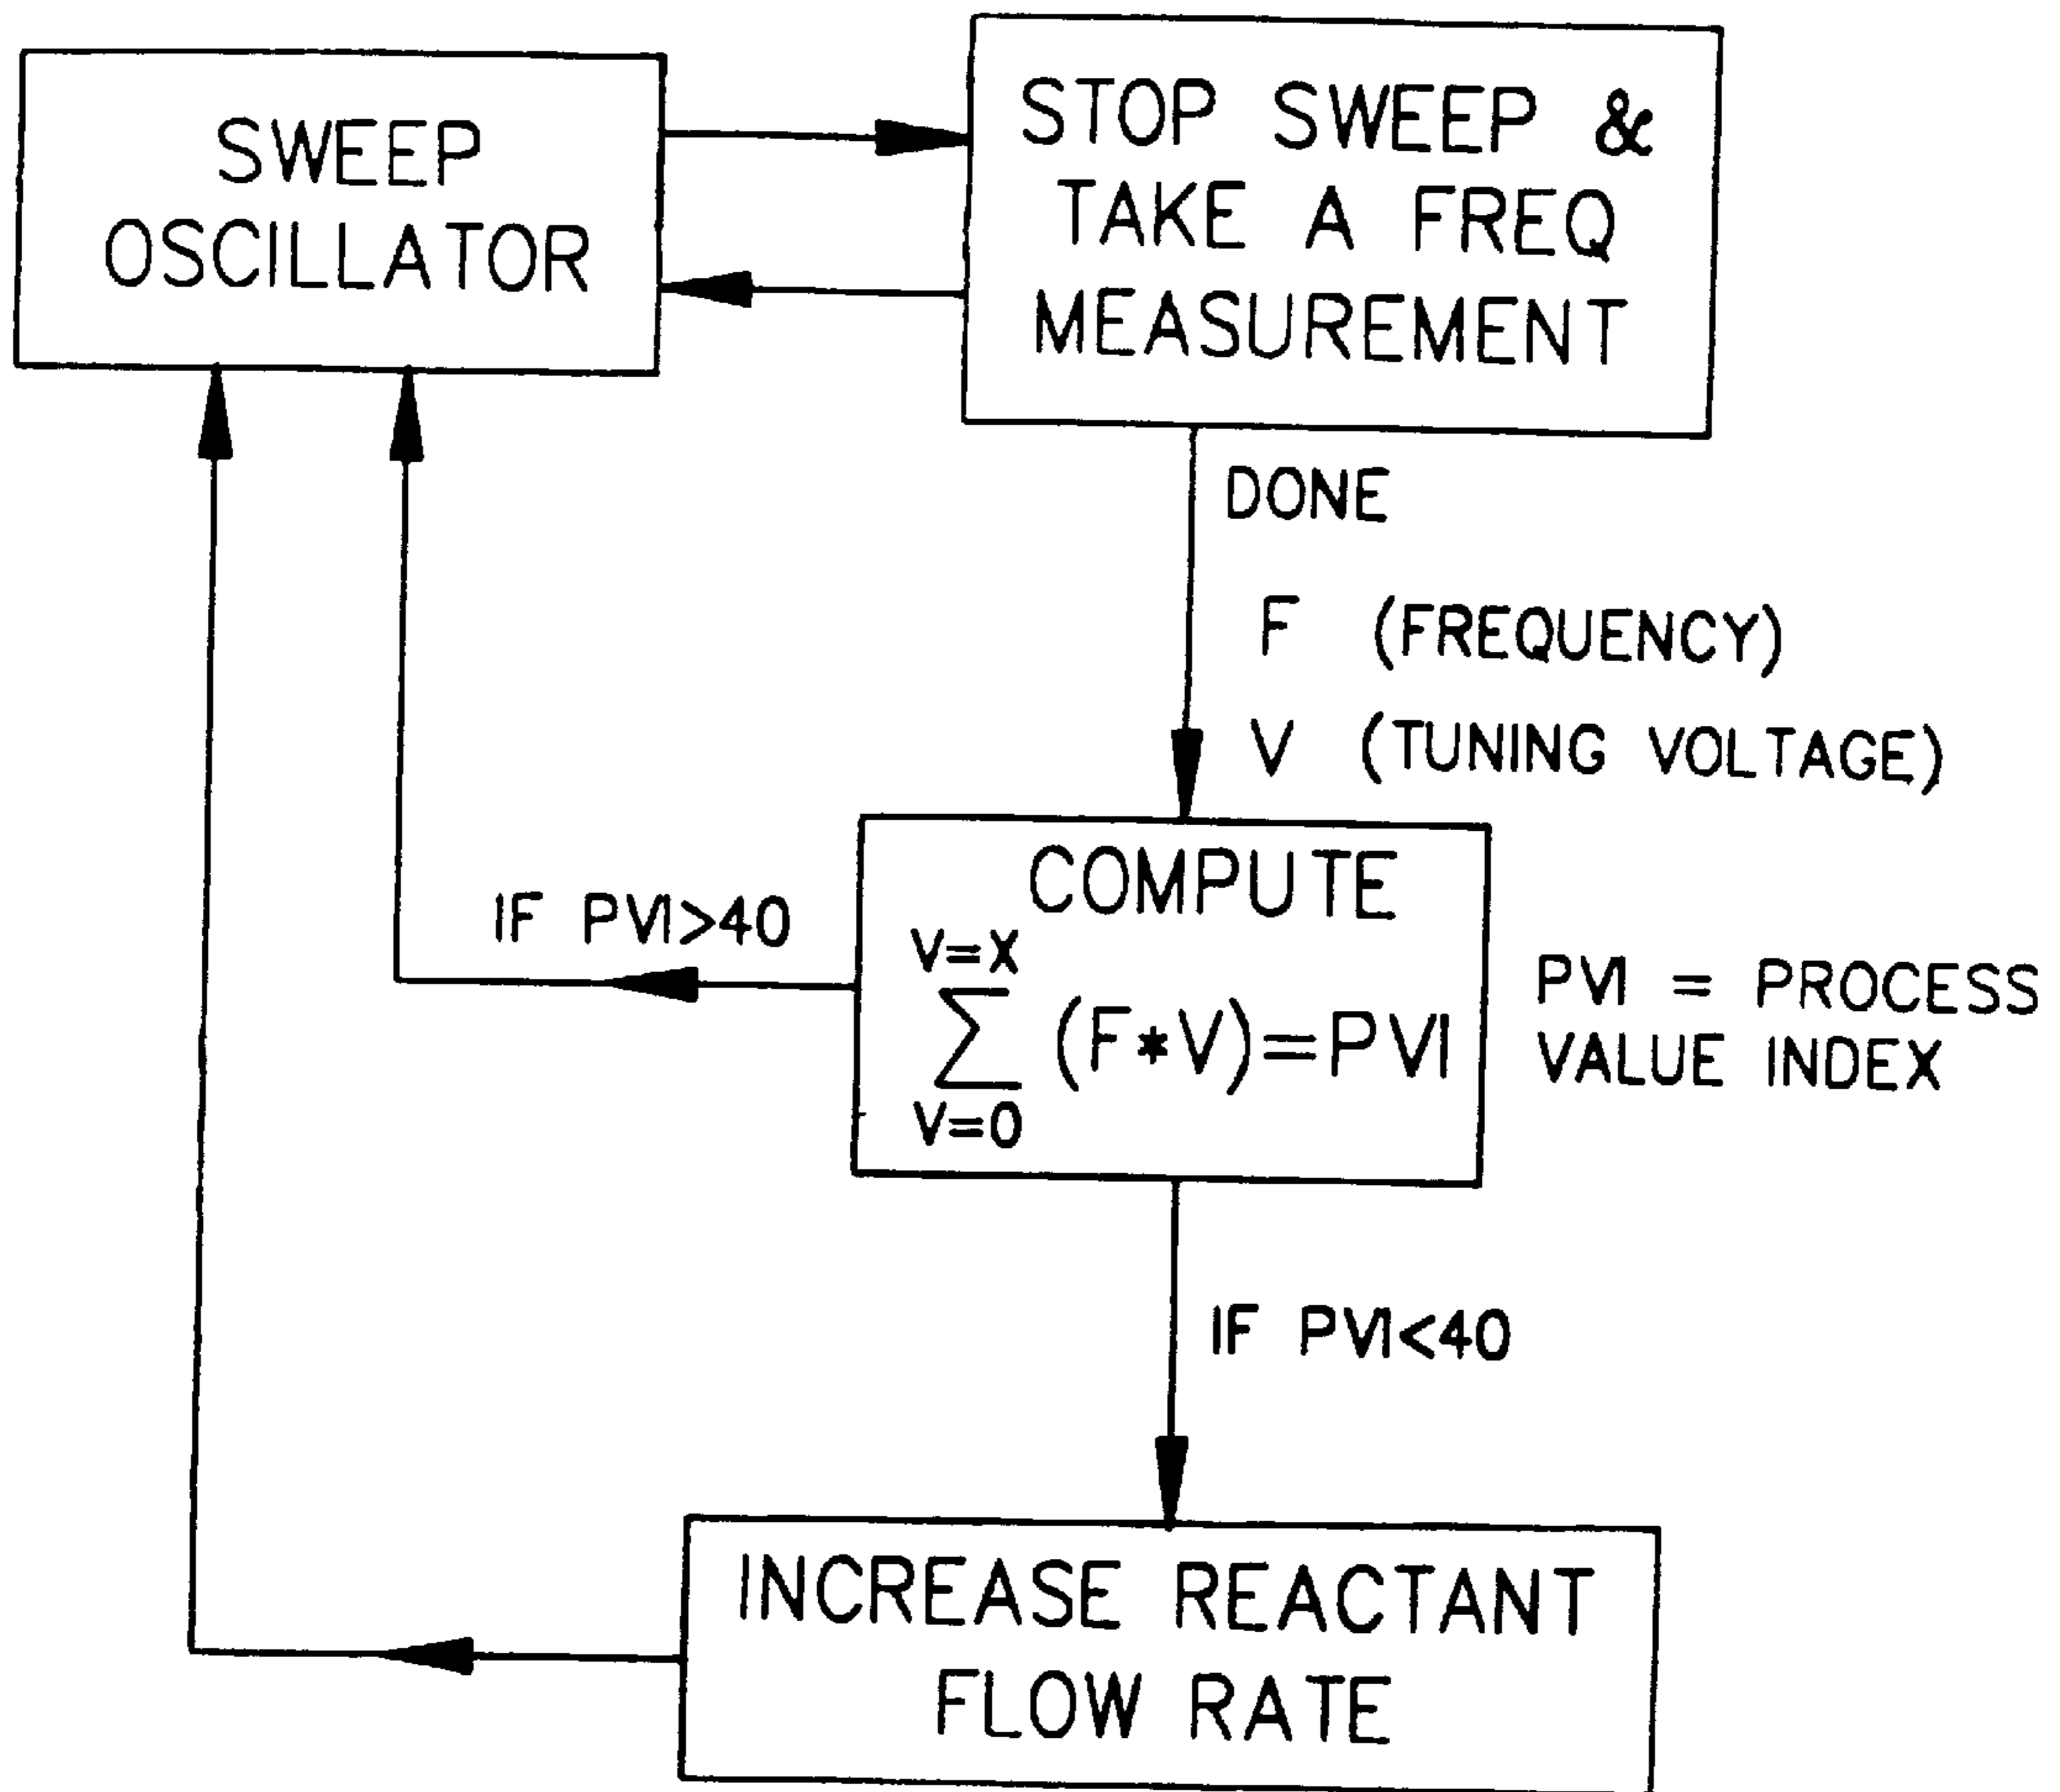 SWEEP
OSCILLATOR
STOP SWEEP &
TAKE A FREQ
MEASUREMENT
DONE
F (FREQUENCY)
V (TUNING VOLTAGE)
COMPUTE
V=X
∑ (F*V)=PVI
V=0
PVI = PROCESS
VALUE INDEX
IF PVI>40
IF PVI<40
INCREASE REACTANT
FLOW RATE